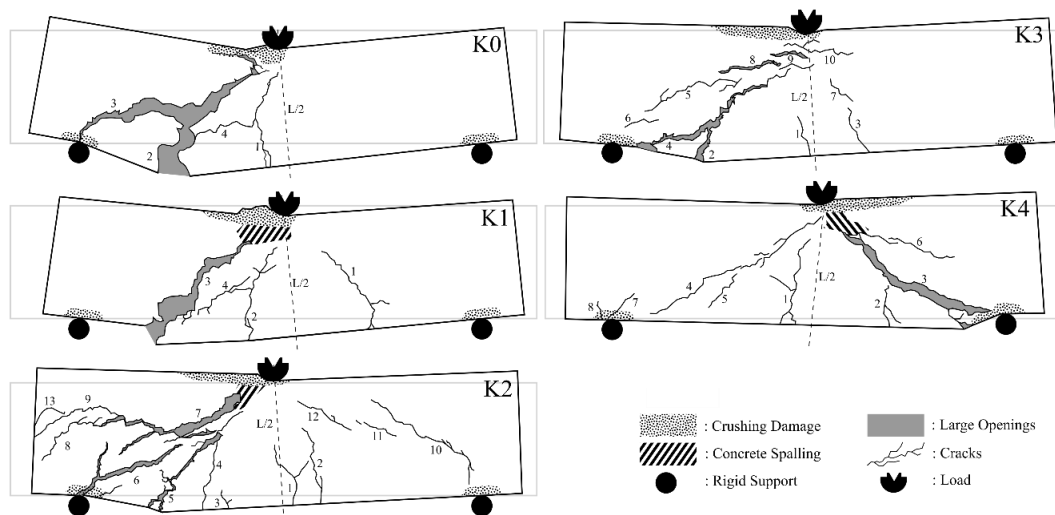 K0
3
2
4
1
L/2
K3
8
9
10
5
6
4
2
L/2
7
1
3
K1
3
4
2
L/2
1
K4
6
4
5
3
L/2
1
2
8
7
K2
13
9
8
7
6
5
4
3
L/2
12
11
10
2
1
: Crushing Damage
: Large Openings
: Concrete Spalling
: Cracks
: Rigid Support
: Load